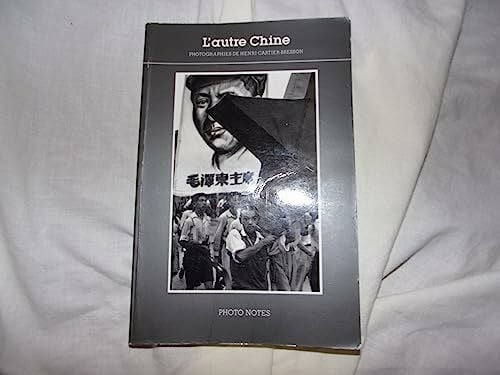 L'autre Chine
PHOTOGRAPHIES DE HENRI CARTIER-BRESSON
毛澤東主席
PHOTO NOTES